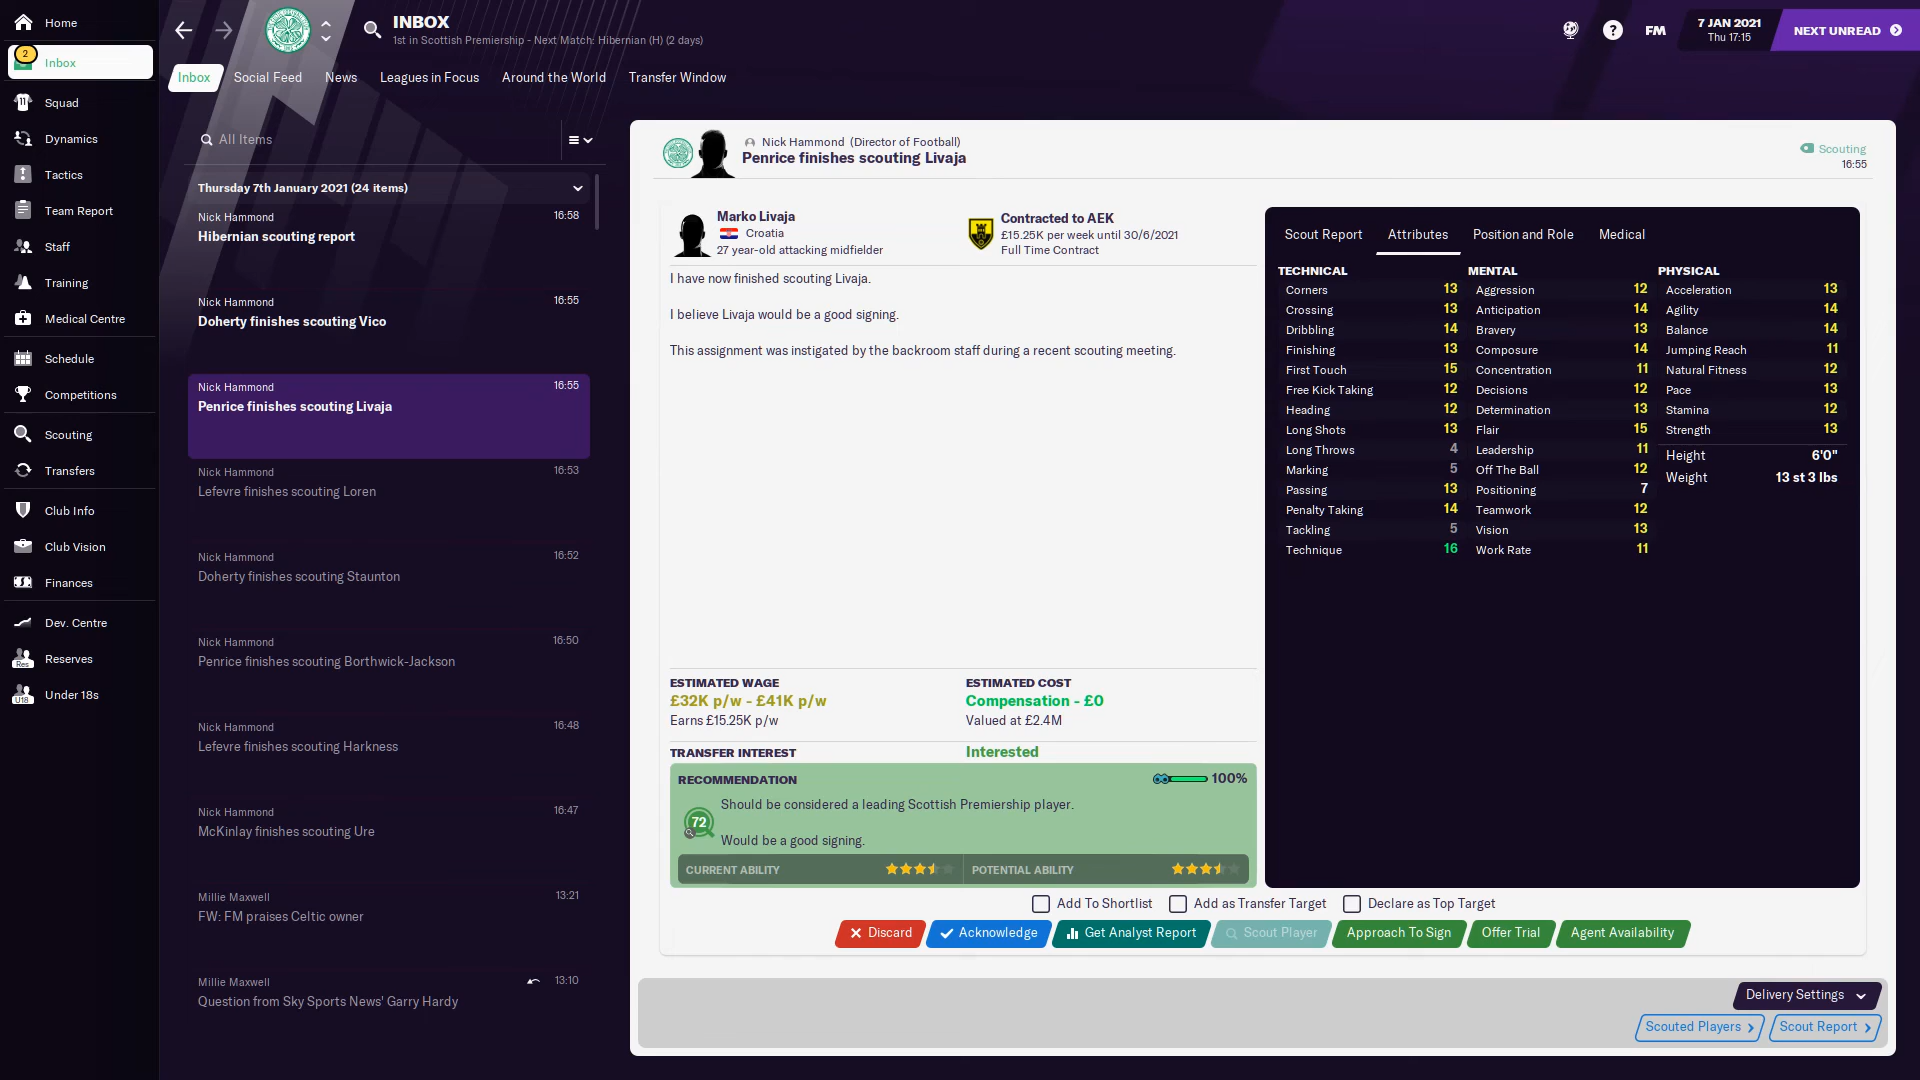 Home
2
Inbox
Squad
Dynamics
Tactics
Team Report
Staff
Training
Medical Centre
Schedule
Competitions
Scouting
Transfers
Club Info
Club Vision
Finances
Dev. Centre
Res
Reserves
U18
Under 18s
INBOX
1st in Scottish Premiership - Next Match: Hibernian (H) (2 days)
FM
7 JAN 2021
Thu 17:15
NEXT UNREAD
Inbox Social Feed News Leagues in Focus Around the World Transfer Window
All Items
Thursday 7th January 2021 (24 items)
Nick Hammond 16:58
Hibernian scouting report
Nick Hammond 16:55
Doherty finishes scouting Vico
Nick Hammond 16:55
Penrice finishes scouting Livaja
Nick Hammond 16:53
Lefevre finishes scouting Loren
Nick Hammond 16:52
Doherty finishes scouting Staunton
Nick Hammond 16:50
Penrice finishes scouting Borthwick-Jackson
Nick Hammond 16:48
Lefevre finishes scouting Harkness
Nick Hammond 16:47
McKinlay finishes scouting Ure
Millie Maxwell 13:21
FW: FM praises Celtic owner
Millie Maxwell 13:10
Question from Sky Sports News' Garry Hardy
Nick Hammond (Director of Football)
Penrice finishes scouting Livaja
Scouting
16:55
Marko Livaja
Croatia
27 year-old attacking midfielder
Contracted to AEK
£15.25K per week until 30/6/2021
Full Time Contract
I have now finished scouting Livaja.
I believe Livaja would be a good signing.
This assignment was instigated by the backroom staff during a recent scouting meeting.
ESTIMATED WAGE
£32K p/w - £41K p/w
Earns £15.25K p/w
ESTIMATED COST
Compensation - £0
Valued at £2.4M
TRANSFER INTEREST Interested
RECOMMENDATION 100%
72
Should be considered a leading Scottish Premiership player.
Would be a good signing.
CURRENT ABILITY POTENTIAL ABILITY
Scout Report Attributes Position and Role Medical
TECHNICAL MENTAL PHYSICAL
Corners 13 Aggression 12 Acceleration 13
Crossing 13 Anticipation 14 Agility 14
Dribbling 14 Bravery 13 Balance 14
Finishing 13 Composure 14 Jumping Reach 11
First Touch 15 Concentration 11 Natural Fitness 12
Free Kick Taking 12 Decisions 12 Pace 13
Heading 12 Determination 13 Stamina 12
Long Shots 13 Flair 15 Strength 13
Long Throws 4 Leadership 11 Height 6'0"
Marking 5 Off The Ball 12 Weight 13 st 3 lbs
Passing 13 Positioning 7
Penalty Taking 14 Teamwork 12
Tackling 5 Vision 13
Technique 16 Work Rate 11
Add To Shortlist Add as Transfer Target Declare as Top Target
Discard Acknowledge Get Analyst Report Scout Player Approach To Sign Offer Trial Agent Availability
Delivery Settings
Scouted Players Scout Report